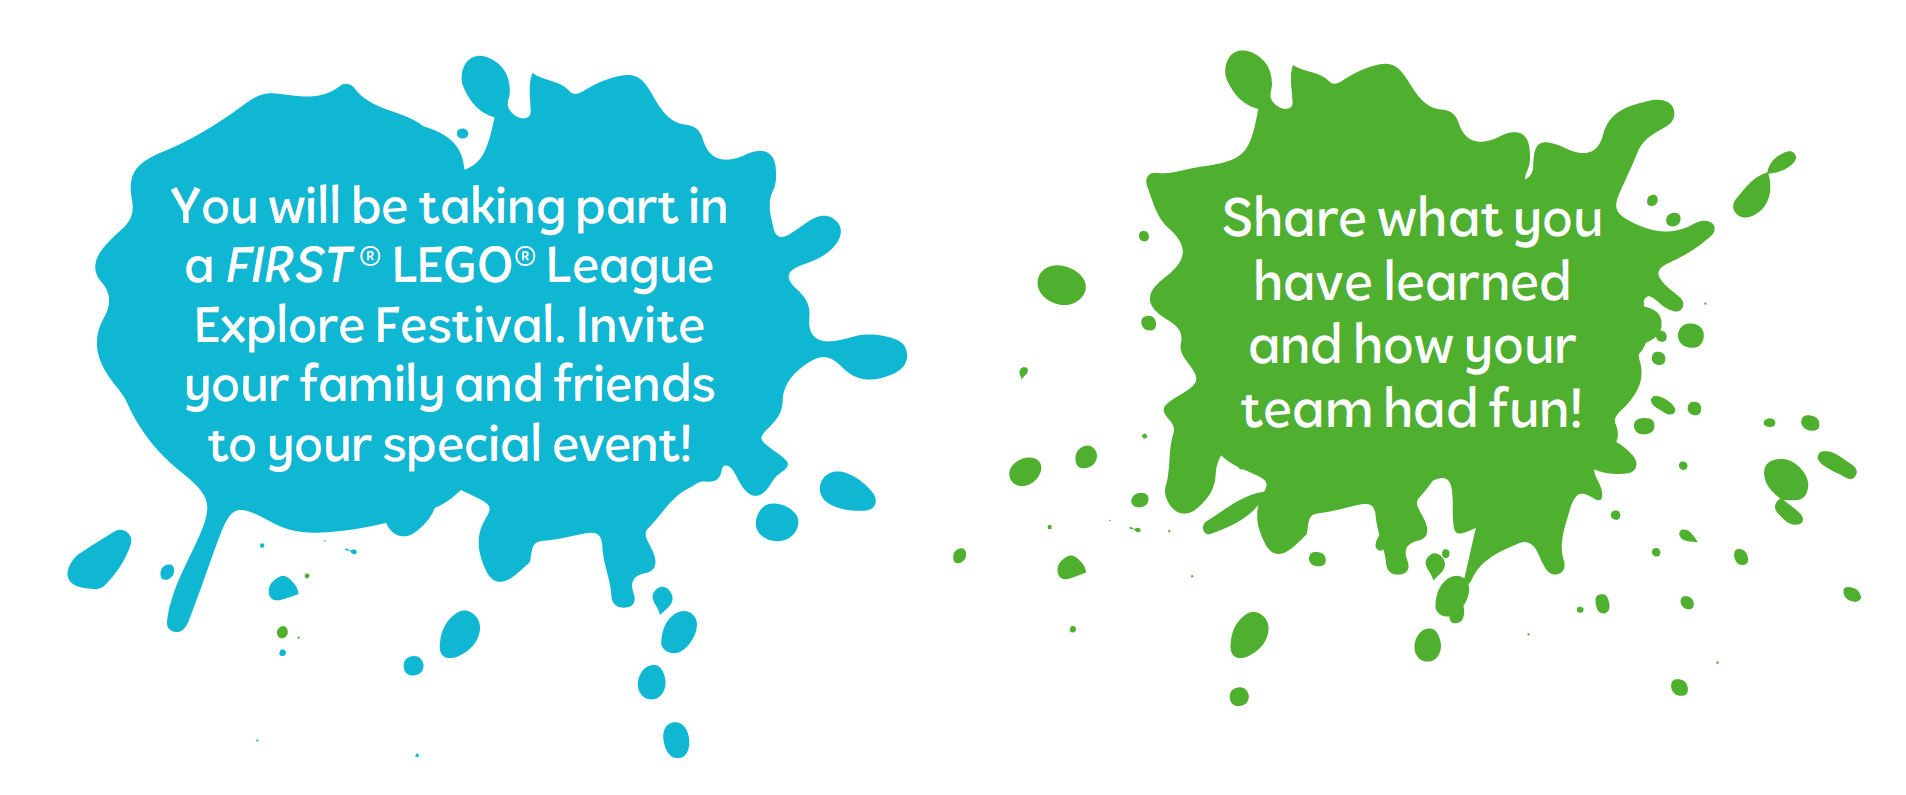 You will be taking part in
a FIRST® LEGO® League
Explore Festival. Invite
your family and friends
to your special event!
Share what you
have learned
and how your
team had fun!